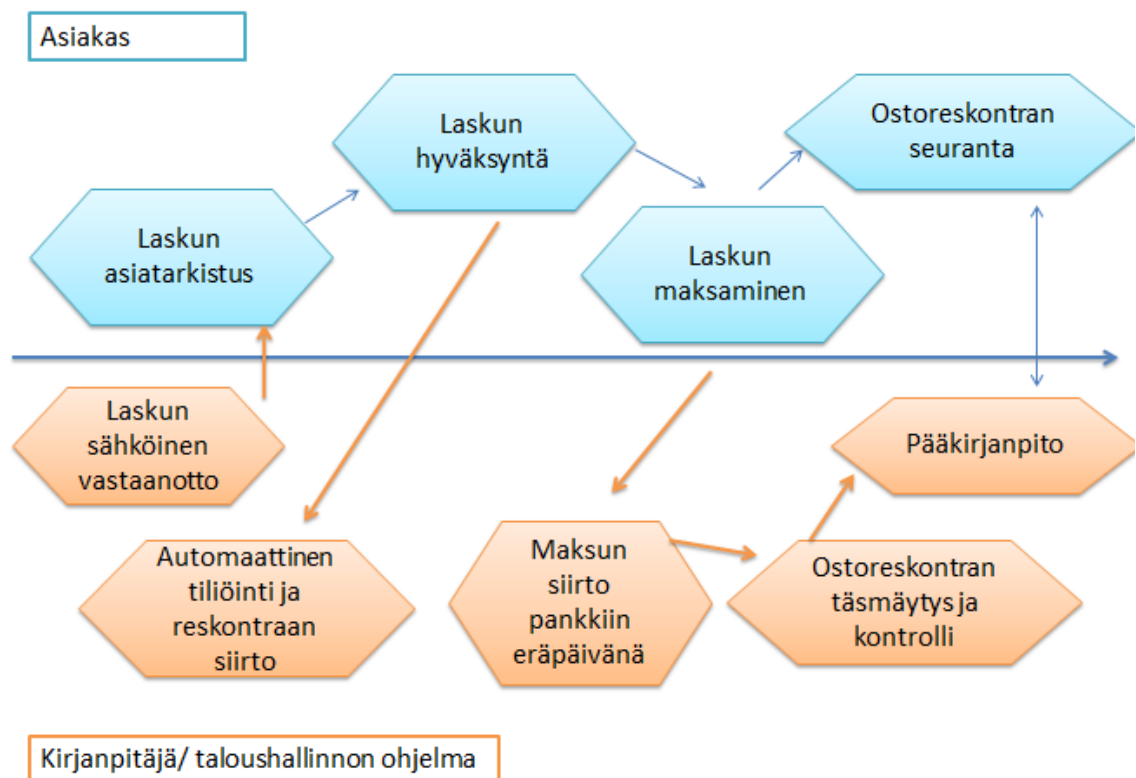 Asiakas
Laskun
hyväksyntä
Ostoreskontran
seuranta
Laskun
asiatarkistus
Laskun
maksaminen
Laskun
sähköinen
vastaanotto
Pääkirjanpito
Automaattinen
tiliöinti ja
reskontraan
siirto
Maksun
siirto
pankkiin
eräpäivänä
Ostoreskontran
täsmäytys ja
kontrolli
Kirjanpitäjä/ taloushallinnon ohjelma